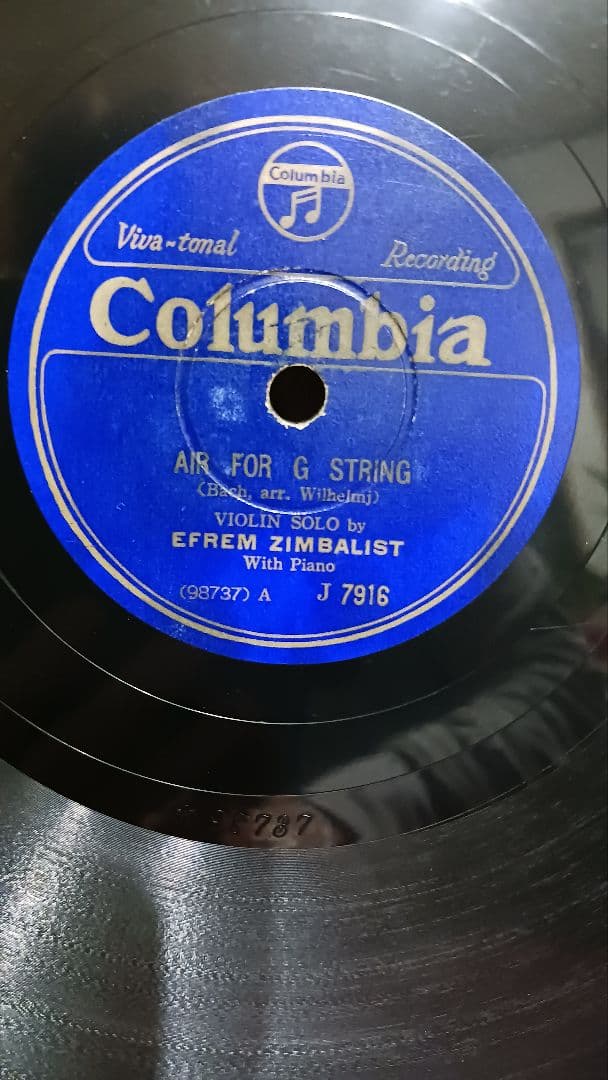 Columbia
Viva-tonal Recording
Columbia
AIR FOR G STRING
(Bach, arr. Wilhelmj)
VIOLIN SOLO by
EFREM ZIMBALIST
With Piano
(98737) A J 7916